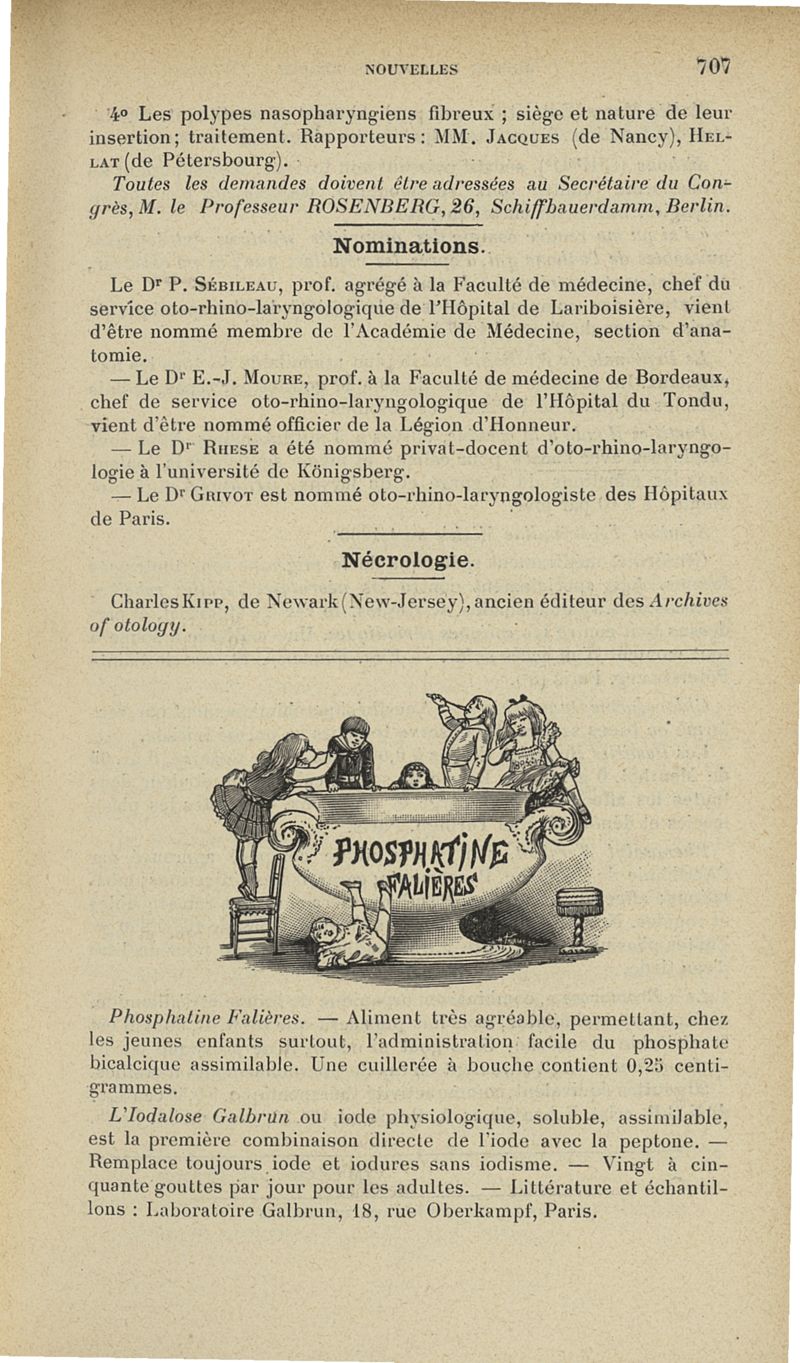 NOUVELLES 707
4º Les polypes nasopharyngiens fibreux ; siège et nature de leur
insertion; traitement. Rapporteurs : MM. JACQUES (de Nancy), HEL-
LAT (de Pétersbourg).
Toutes les demandes doivent être adressées au Secrétaire du Con-
grès, M. le Professeur ROSENBERG, 26, Schiffbauerdamm, Berlin.
Nominations.
Le Dr P. SÉBILEAU, prof. agrégé à la Faculté de médecine, chef du
service oto-rhino-laryngologique de l'Hôpital de Lariboisière, vient
d'être nommé membre de l'Académie de Médecine, section d'ana-
tomie.
— Le Dr E.-J. MOURE, prof. à la Faculté de médecine de Bordeaux,
chef de service oto-rhino-laryngologique de l'Hôpital du Tondu,
vient d'être nommé officier de la Légion d'Honneur.
— Le Dr RHESE a été nommé privat-docent d'oto-rhino-laryngo-
logie à l'université de Königsberg.
— Le Dr GRIVOT est nommé oto-rhino-laryngologiste des Hôpitaux
de Paris.
Nécrologie.
Charles KIPP, de Newark (New-Jersey), ancien éditeur des Archives
of otology.
PHOSPHATINE
FALIÈRES
Phosphatine Falières. — Aliment très agréable, permettant, chez
les jeunes enfants surtout, l'administration facile du phosphate
bicalcique assimilable. Une cuillerée à bouche contient 0,25 centi-
grammes.
L'Iodalose Galbrun ou iode physiologique, soluble, assimilable,
est la première combinaison directe de l'iode avec la peptone. —
Remplace toujours iode et iodures sans iodisme. — Vingt à cin-
quante gouttes par jour pour les adultes. — Littérature et échantil-
lons : Laboratoire Galbrun, 18, rue Oberkampf, Paris.